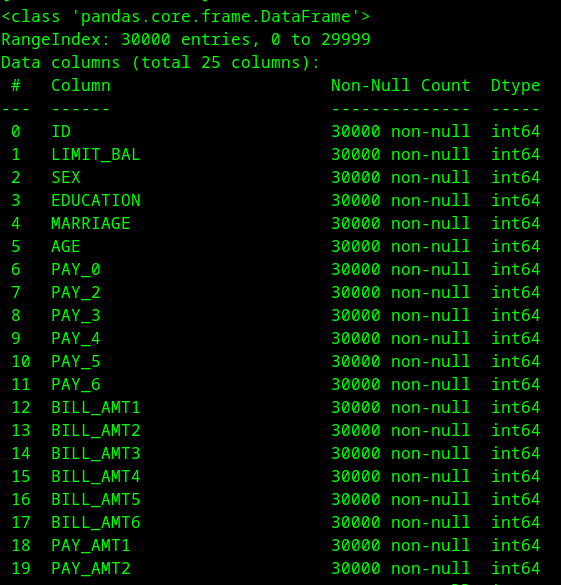 <class 'pandas.core.frame.DataFrame'>
RangeIndex: 30000 entries, 0 to 29999
Data columns (total 25 columns):
 #   Column                      Non-Null Count  Dtype
---  ------                      --------------  -----
 0   ID                          30000 non-null  int64
 1   LIMIT_BAL                   30000 non-null  int64
 2   SEX                         30000 non-null  int64
 3   EDUCATION                   30000 non-null  int64
 4   MARRIAGE                    30000 non-null  int64
 5   AGE                         30000 non-null  int64
 6   PAY_0                       30000 non-null  int64
 7   PAY_2                       30000 non-null  int64
 8   PAY_3                       30000 non-null  int64
 9   PAY_4                       30000 non-null  int64
 10  PAY_5                       30000 non-null  int64
 11  PAY_6                       30000 non-null  int64
 12  BILL_AMT1                   30000 non-null  int64
 13  BILL_AMT2                   30000 non-null  int64
 14  BILL_AMT3                   30000 non-null  int64
 15  BILL_AMT4                   30000 non-null  int64
 16  BILL_AMT5                   30000 non-null  int64
 17  BILL_AMT6                   30000 non-null  int64
 18  PAY_AMT1                    30000 non-null  int64
 19  PAY_AMT2                    30000 non-null  int64